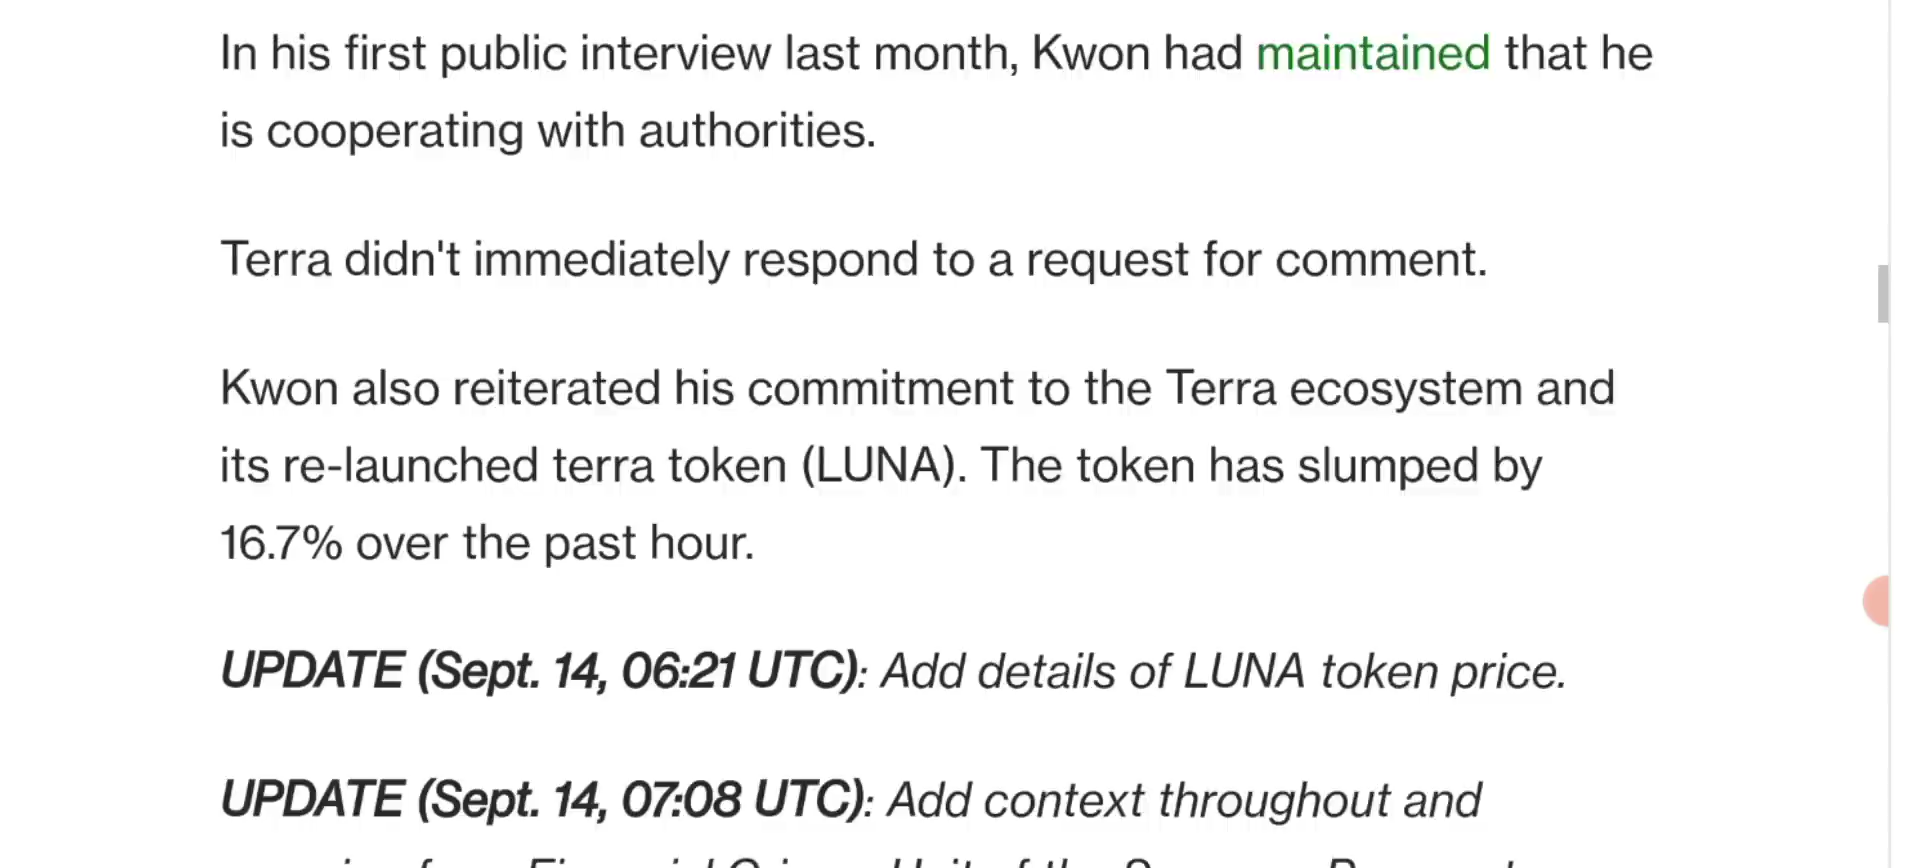 In his first public interview last month, Kwon had maintained that he
is cooperating with authorities.
Terra didn't immediately respond to a request for comment.
Kwon also reiterated his commitment to the Terra ecosystem and
its re-launched terra token (LUNA). The token has slumped by
16.7% over the past hour.
UPDATE (Sept. 14, 06:21 UTC): Add details of LUNA token price.
UPDATE (Sept. 14, 07:08 UTC): Add context throughout and